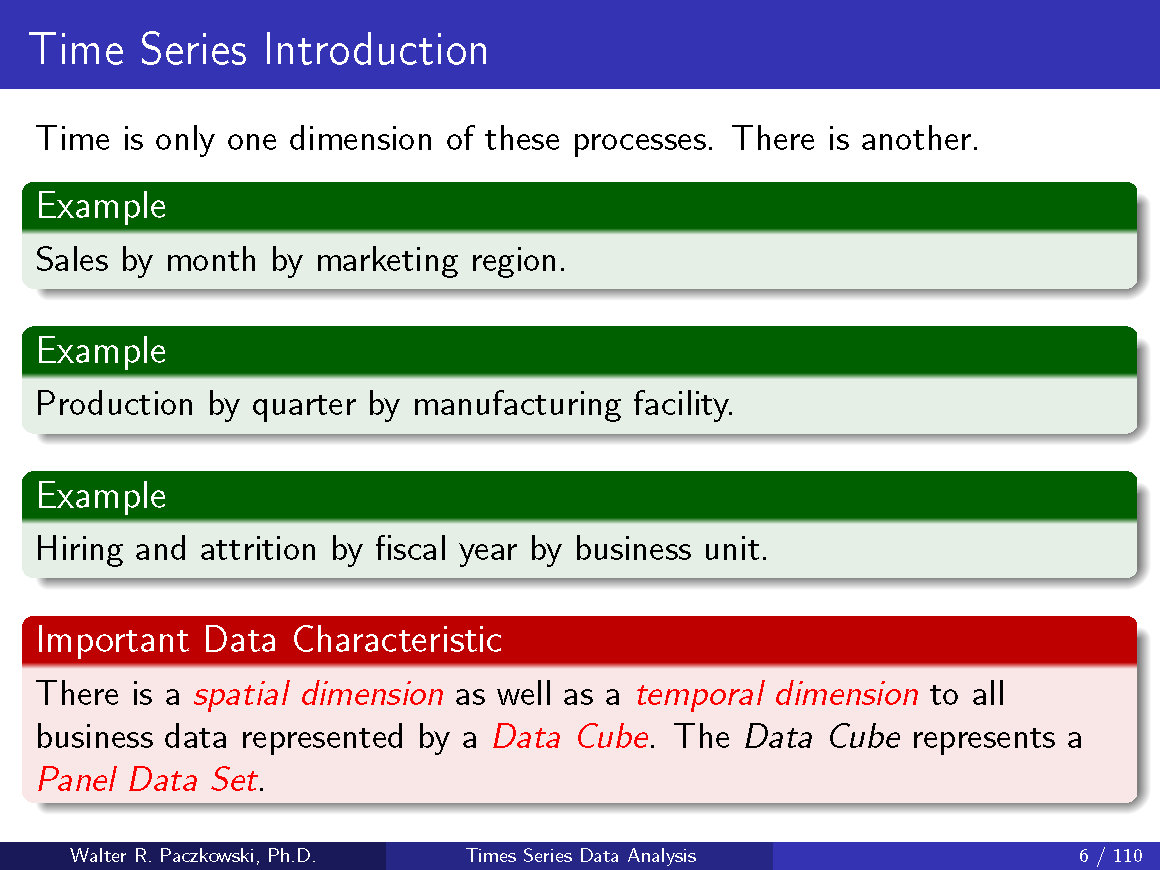 Time Series Introduction
Time is only one dimension of these processes. There is another.
Example
Sales by month by marketing region.
Example
Production by quarter by manufacturing facility.
Example
Hiring and attrition by fiscal year by business unit.
Important Data Characteristic
There is a spatial dimension as well as a temporal dimension to all
business data represented by a Data Cube. The Data Cube represents a
Panel Data Set.
Walter R. Paczkowski, Ph.D.
Times Series Data Analysis
6 / 110